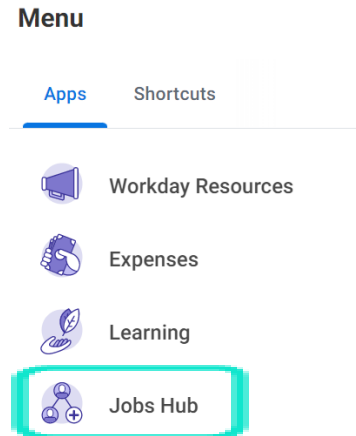 Menu
Apps Shortcuts
Workday Resources
Expenses
Learning
Jobs Hub